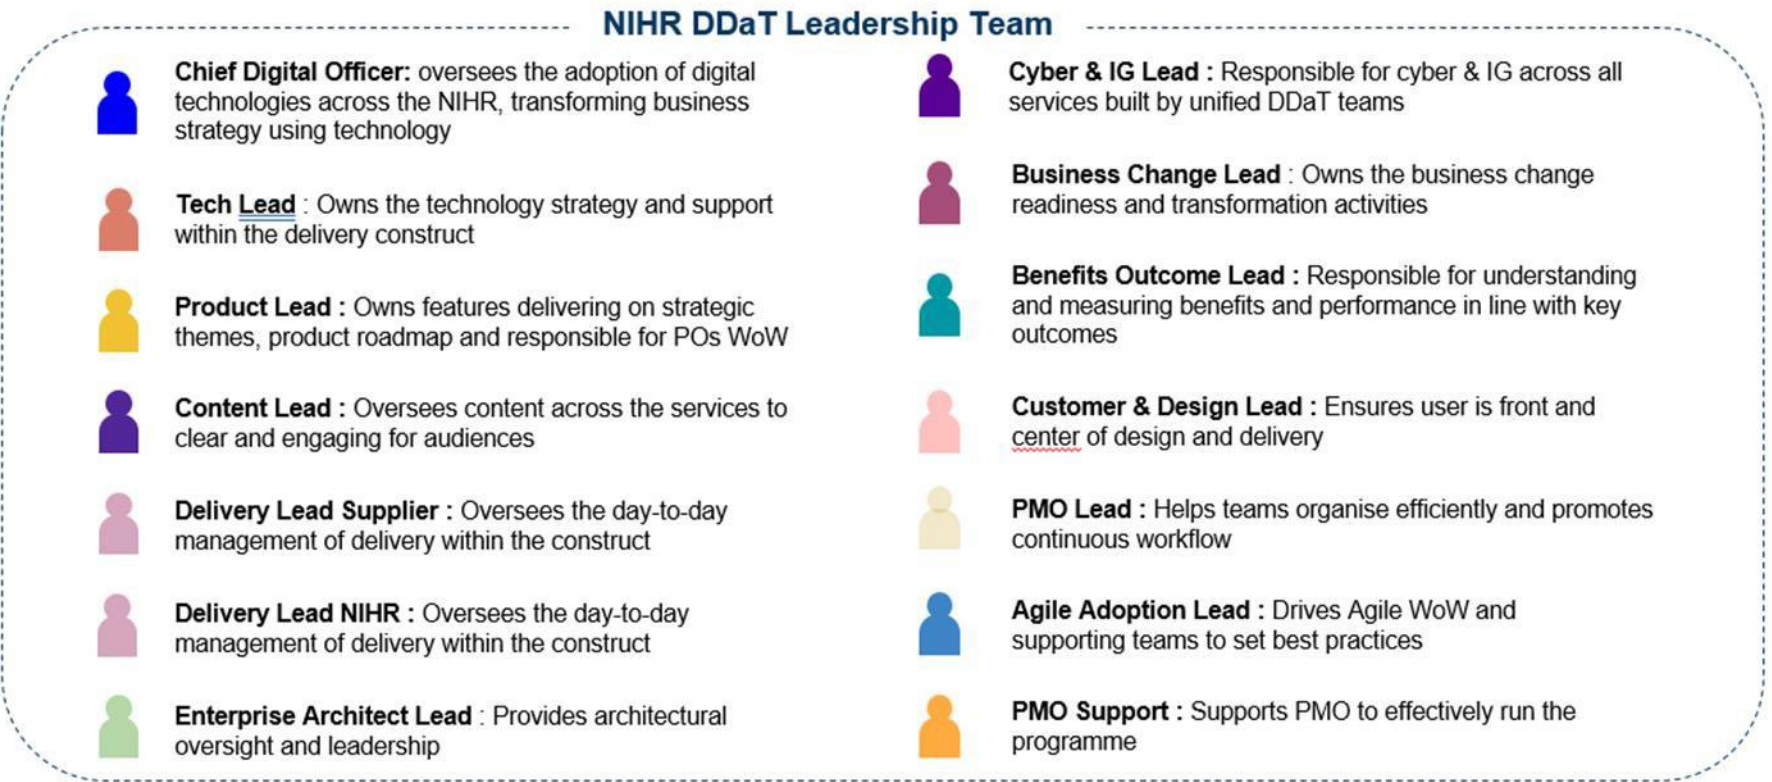 NIHR DDaT Leadership Team
Chief Digital Officer: oversees the adoption of digital
technologies across the NIHR, transforming business
strategy using technology
Tech Lead : Owns the technology strategy and support
within the delivery construct
Product Lead : Owns features delivering on strategic
themes, product roadmap and responsible for POs WoW
Content Lead : Oversees content across the services to
clear and engaging for audiences
Delivery Lead Supplier : Oversees the day-to-day
management of delivery within the construct
Delivery Lead NIHR : Oversees the day-to-day
management of delivery within the construct
Enterprise Architect Lead : Provides architectural
oversight and leadership
Cyber & IG Lead : Responsible for cyber & IG across all
services built by unified DDaT teams
Business Change Lead : Owns the business change
readiness and transformation activities
Benefits Outcome Lead : Responsible for understanding
and measuring benefits and performance in line with key
outcomes
Customer & Design Lead : Ensures user is front and
center of design and delivery
PMO Lead : Helps teams organise efficiently and promotes
continuous workflow
Agile Adoption Lead : Drives Agile WoW and
supporting teams to set best practices
PMO Support : Supports PMO to effectively run the
programme